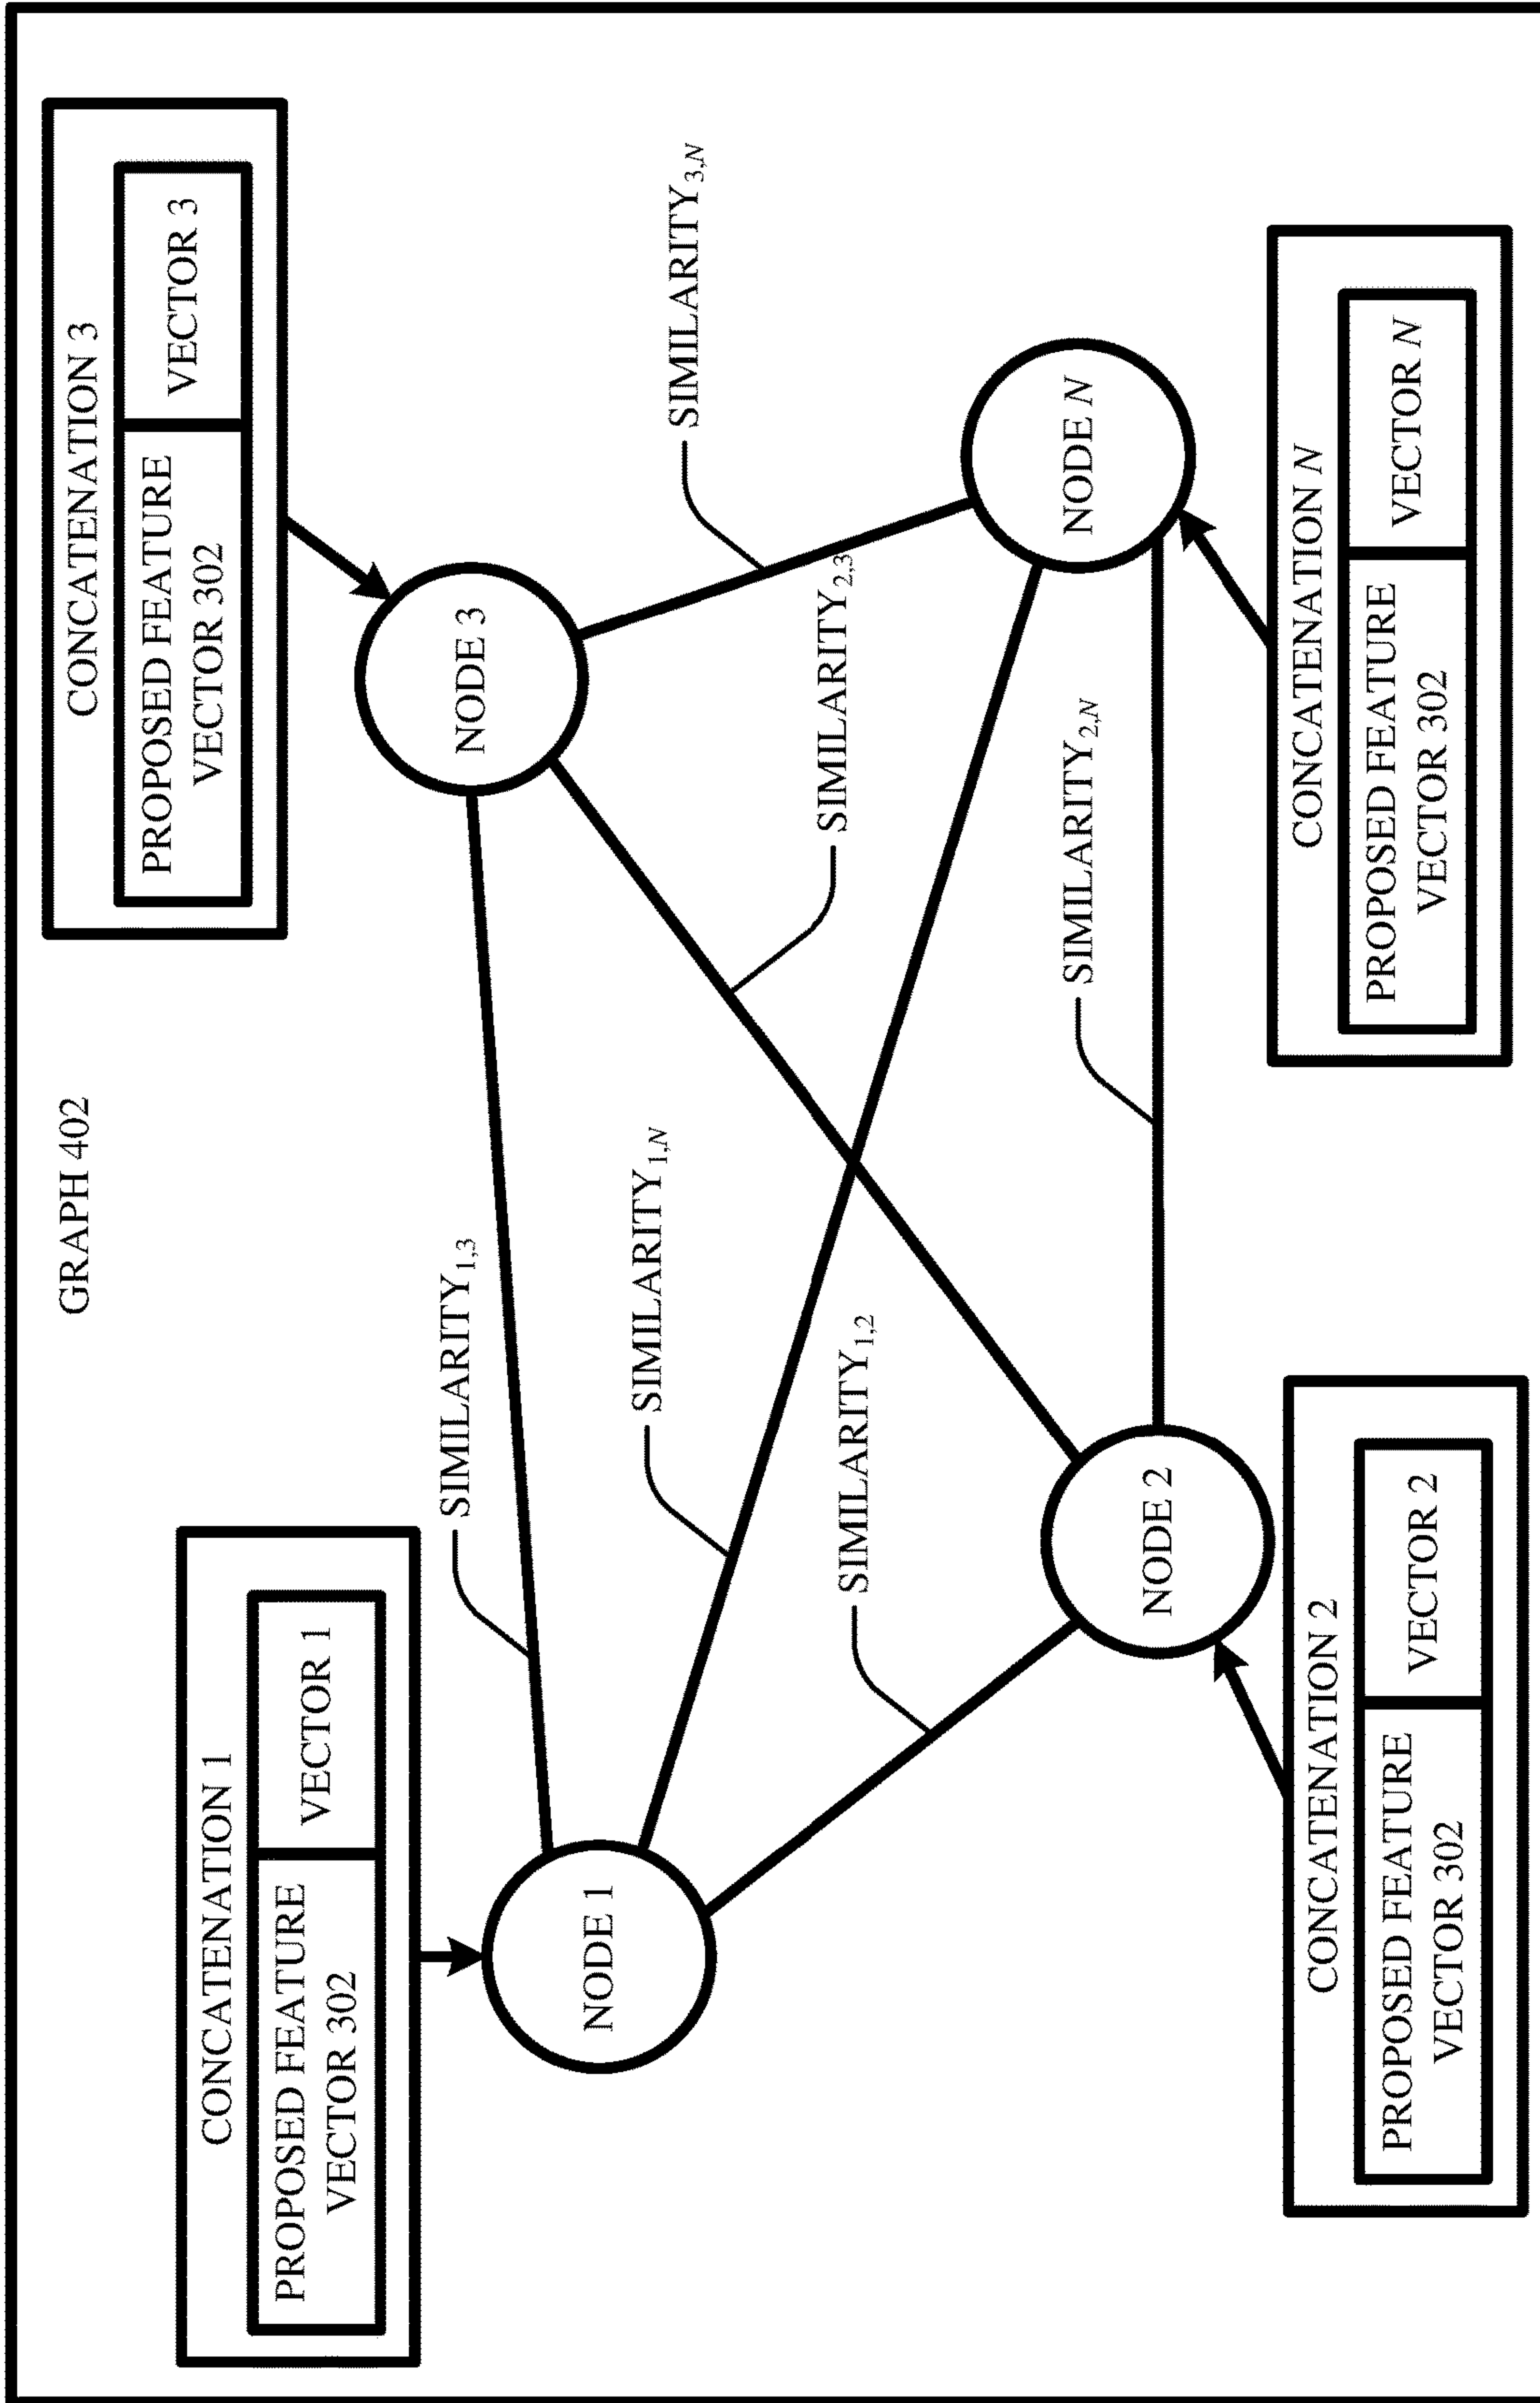 GRAPH 402
CONCATENATION 1
PROPOSED FEATURE
VECTOR 302
VECTOR 1
CONCATENATION 3
PROPOSED FEATURE
VECTOR 302
VECTOR 3
SIMILARITY1,3
NODE 3
NODE 1
SIMILARITY1,N
SIMILARITY3,N
SIMILARITY1,2
SIMILARITY2,3
NODE 2
SIMILARITY2,N
NODE N
CONCATENATION 2
PROPOSED FEATURE
VECTOR 302
VECTOR 2
CONCATENATION N
PROPOSED FEATURE
VECTOR 302
VECTOR N